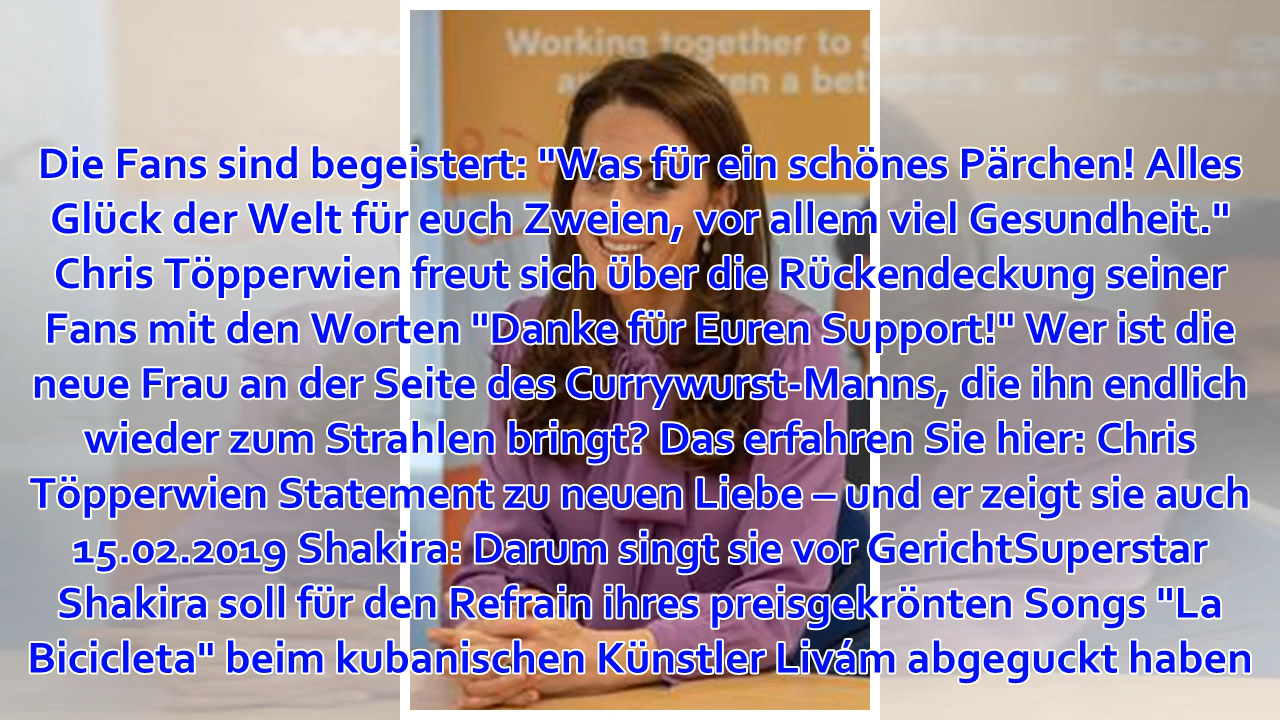 Working together to
Die Fans sind begeistert: "Was für ein schönes Pärchen! Alles
Glück der Welt für euch Zweien, vor allem viel Gesundheit."
Chris Töpperwien freut sich über die Rückendeckung seiner
Fans mit den Worten "Danke für Euren Support!" Wer ist die
neue Frau an der Seite des Currywurst-Manns, die ihn endlich
wieder zum Strahlen bringt? Das erfahren Sie hier: Chris
Töpperwien Statement zu neuen Liebe – und er zeigt sie auch
15.02.2019 Shakira: Darum singt sie vor GerichtSuperstar
Shakira soll für den Refrain ihres preisgekrönten Songs "La
Bicicleta" beim kubanischen Künstler Livám abgeguckt haben